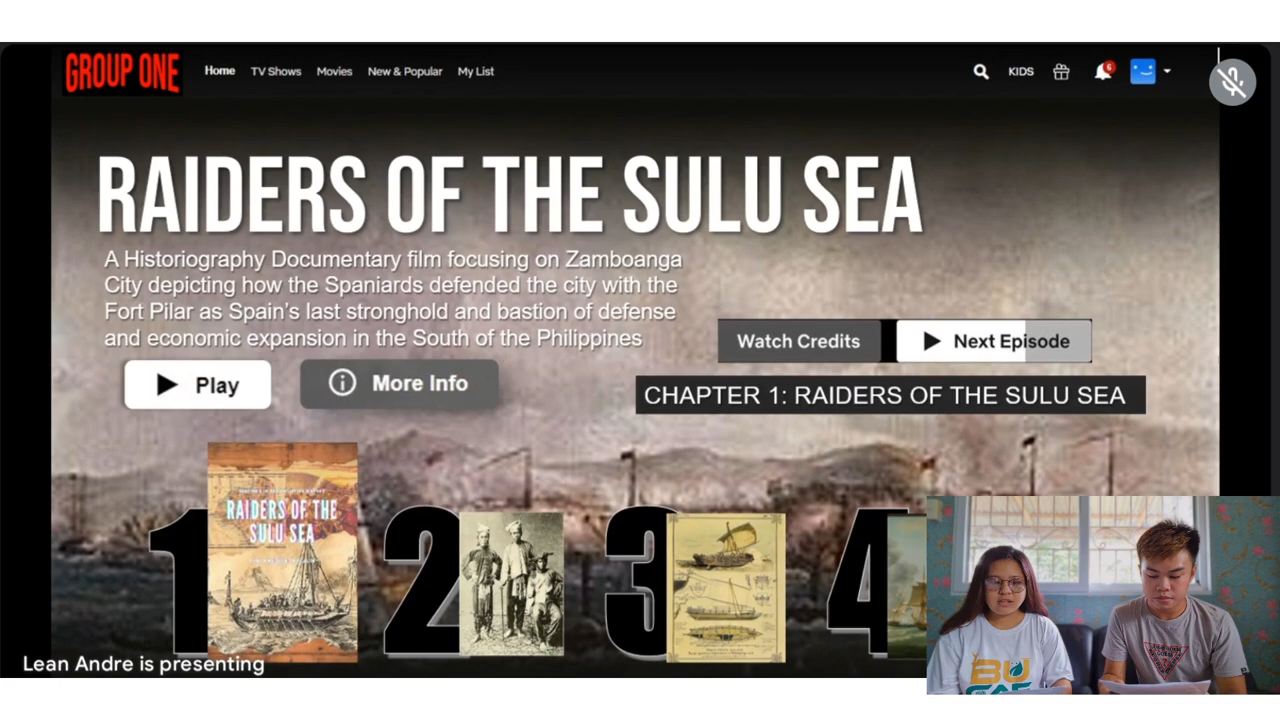 GROUP ONE
Home TV Shows Movies New & Popular My List
KIDS
6
RAIDERS OF THE SULU SEA
A Historiography Documentary film focusing on Zamboanga
City depicting how the Spaniards defended the city with the
Fort Pilar as Spain's last stronghold and bastion of defense
and economic expansion in the South of the Philippines
Watch Credits
Next Episode
Play
More Info
CHAPTER 1: RAIDERS OF THE SULU SEA
1
RAIDERS OF THE
SULU SEA
2
3
4
Lean Andre is presenting
BU